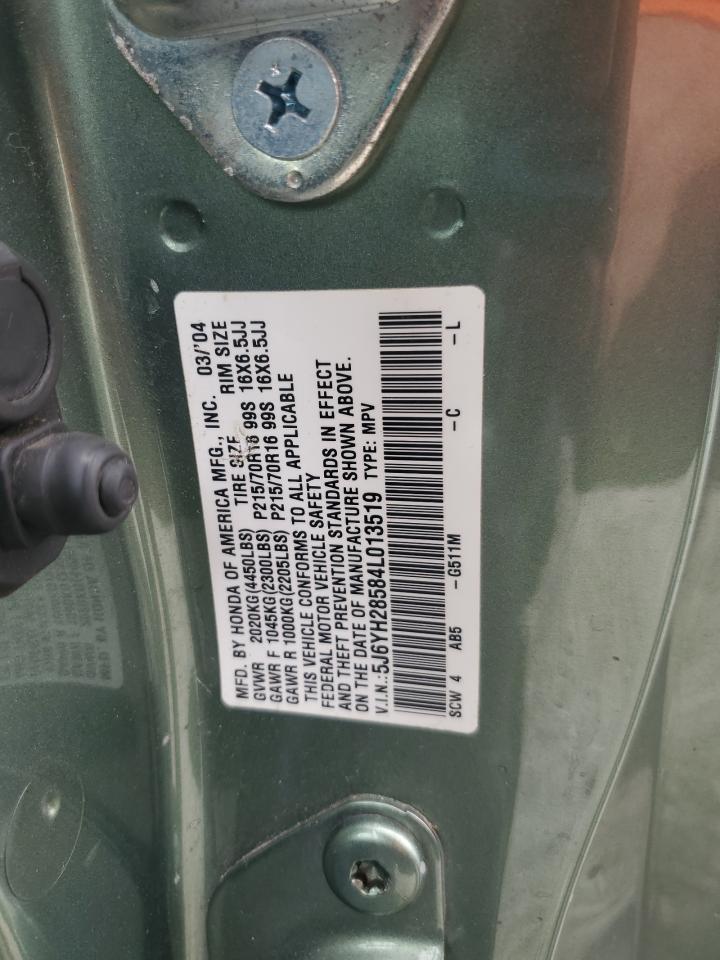 MFD. BY HONDA OF AMERICA MFG., INC. 03/'04
TIRE SIZE RIM SIZE
GVWR 2020KG(4450LBS)
GAWR F 1045KG(2300LBS) P215/70R16 99S 16X6.5JJ
GAWR R 1000KG(2205LBS) P215/70R16 99S 16X6.5JJ
THIS VEHICLE CONFORMS TO ALL APPLICABLE
FEDERAL MOTOR VEHICLE SAFETY
AND THEFT PREVENTION STANDARDS IN EFFECT
ON THE DATE OF MANUFACTURE SHOWN ABOVE.
V.I.N.:5J6YH28584L013519 TYPE: MPV
SCW 4 AB5 -G511M -C -L